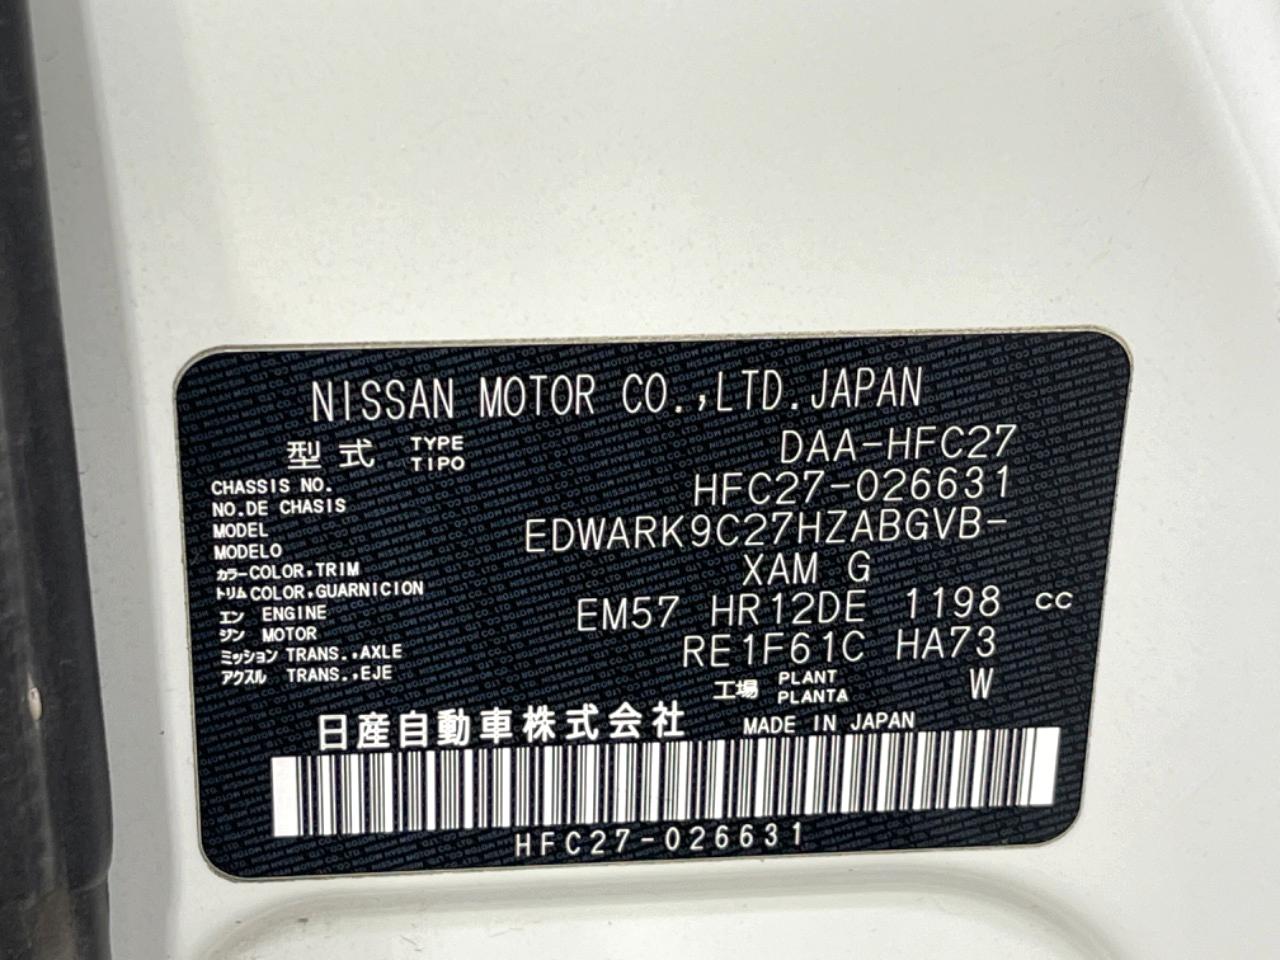 NISSAN MOTOR CO.,LTD.JAPAN
型式 TYPE TIPO DAA-HFC27
CHASSIS NO. NO.DE CHASIS HFC27-026631
MODEL MODELO EDWARK9C27HZABGVB-
カラー COLOR,TRIM トリム COLOR,GUARNICION XAM G
エンジン ENGINE MOTOR EM57 HR12DE 1198 cc
ミッション TRANS.,AXLE アクスル TRANS.,EJE RE1F61C HA73
工場 PLANT PLANTA W
日産自動車株式会社 MADE IN JAPAN
HFC27-026631